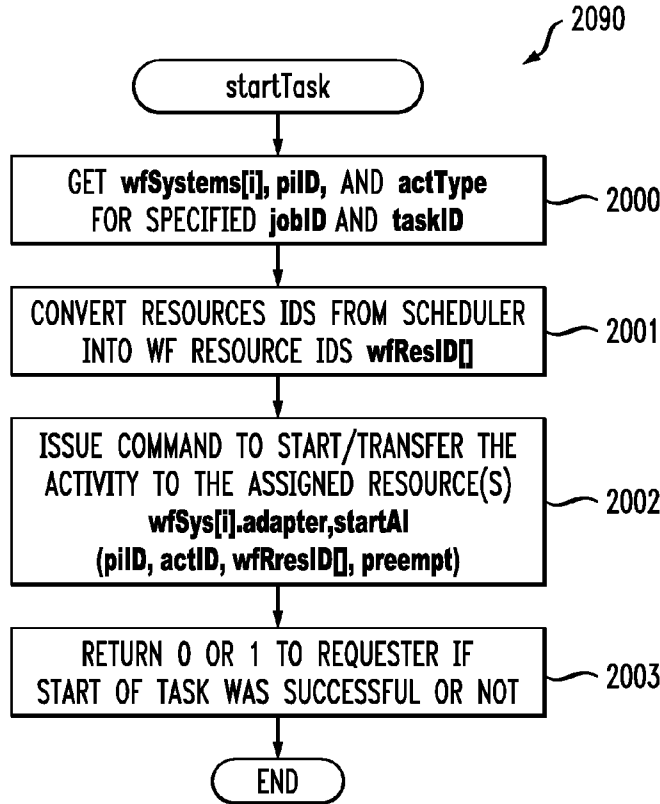 2090
startTask
GET wfSystems[i], piID, AND actType
FOR SPECIFIED jobID AND taskID
2000
CONVERT RESOURCES IDS FROM SCHEDULER
INTO WF RESOURCE IDS wfResID[]
2001
ISSUE COMMAND TO START/TRANSFER THE
ACTIVITY TO THE ASSIGNED RESOURCE(S)
wfSys[i].adapter,startAI
(piID, actID, wfRresID[], preempt)
2002
RETURN 0 OR 1 TO REQUESTER IF
START OF TASK WAS SUCCESSFUL OR NOT
2003
END